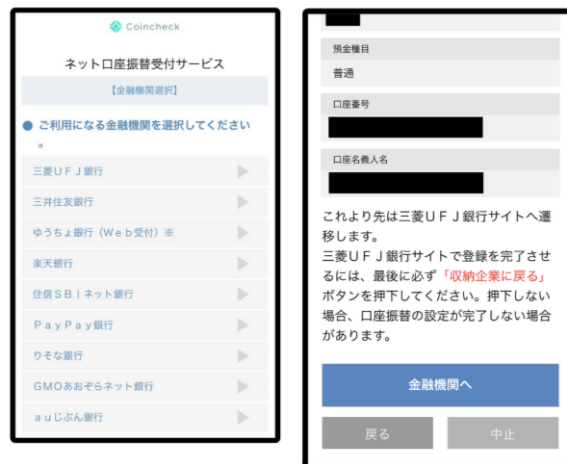 Coincheck
ネット口座振替受付サービス
【金融機関選択】
● ご利用になる金融機関を選択してください
。
三菱UFJ銀行
三井住友銀行
ゆうちょ銀行(Web受付)※
楽天銀行
住信SBIネット銀行
PayPay銀行
りそな銀行
GMOあおぞらネット銀行
auじぶん銀行
預金種目
普通
口座番号
口座名義人名
これより先は三菱UFJ銀行サイトへ遷
移します。
三菱UFJ銀行サイトで登録を完了させ
るには、最後に必ず「収納企業に戻る」
ボタンを押下してください。押下しない
場合、口座振替の設定が完了しない場合
があります。
金融機関へ
戻る
中止